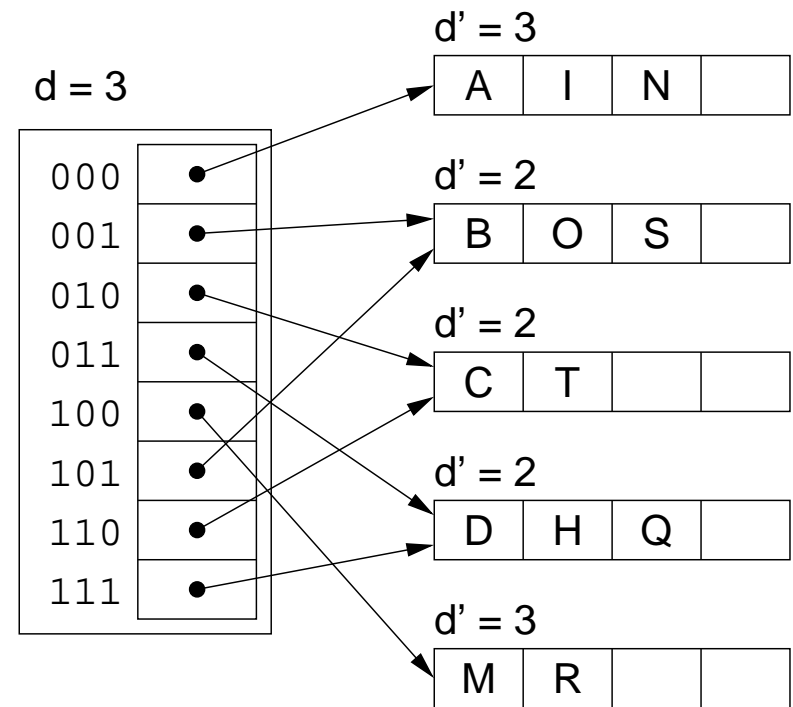 d = 3
000
001
010
011
100
101
110
111
d’ = 3
A I N
d’ = 2
B O S
d’ = 2
C T
d’ = 2
D H Q
d’ = 3
M R